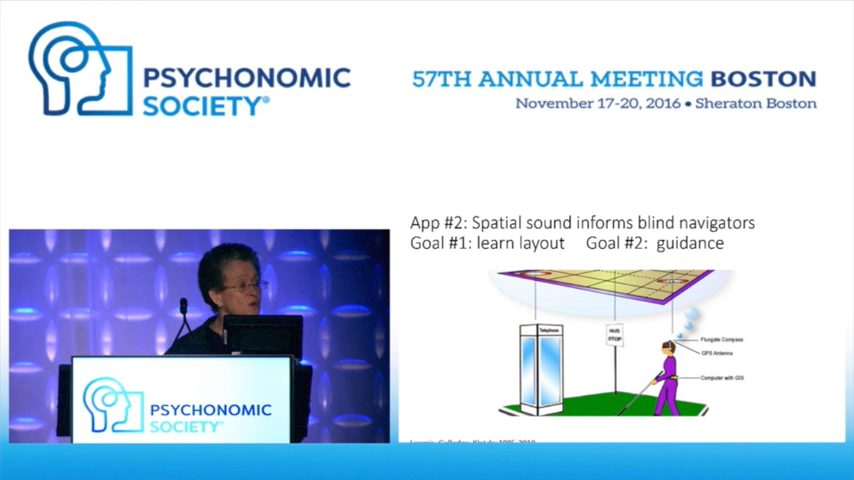 PSYCHONOMIC
SOCIETY®
57TH ANNUAL MEETING BOSTON
November 17-20, 2016 • Sheraton Boston
App #2: Spatial sound informs blind navigators
Goal #1: learn layout Goal #2: guidance
Telephone
BUS
STOP
Fluxgate Compass
GPS Antenna
Computer with GIS
PSYCHONOMIC
SOCIETY®